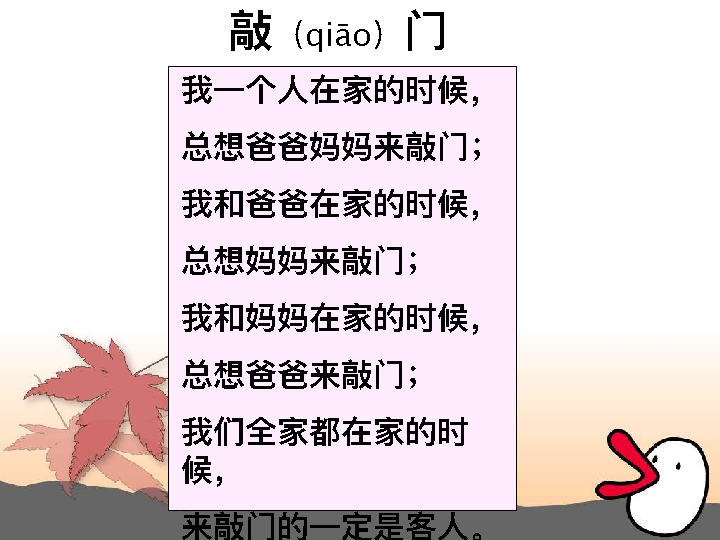 敲（qiāo）门
我一个人在家的时候，
总想爸爸妈妈来敲门；
我和爸爸在家的时候，
总想妈妈来敲门；
我和妈妈在家的时候，
总想爸爸来敲门；
我们全家都在家的时
候，
来敲门的一定是客人。